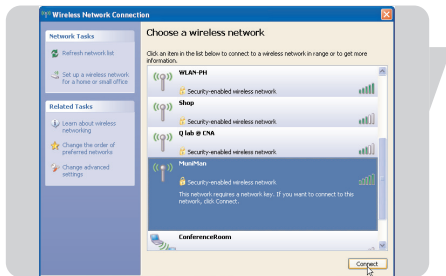 Wireless Network Connection
Network Tasks
Refresh network list
Set up a wireless network
for a home or small office
Related Tasks
Learn about wireless
networking
Change the order of
preferred networks
Change advanced
settings
Choose a wireless network
Click an item in the list below to connect to a wireless network in range or to get more
information.
WLAN-PH
Security-enabled wireless network
Shop
Security-enabled wireless network
Q lab @ CNA
Security-enabled wireless network
MuniMan
Security-enabled wireless network
This network requires a network key. If you want to connect to this
network, click Connect.
ConferenceRoom
Connect